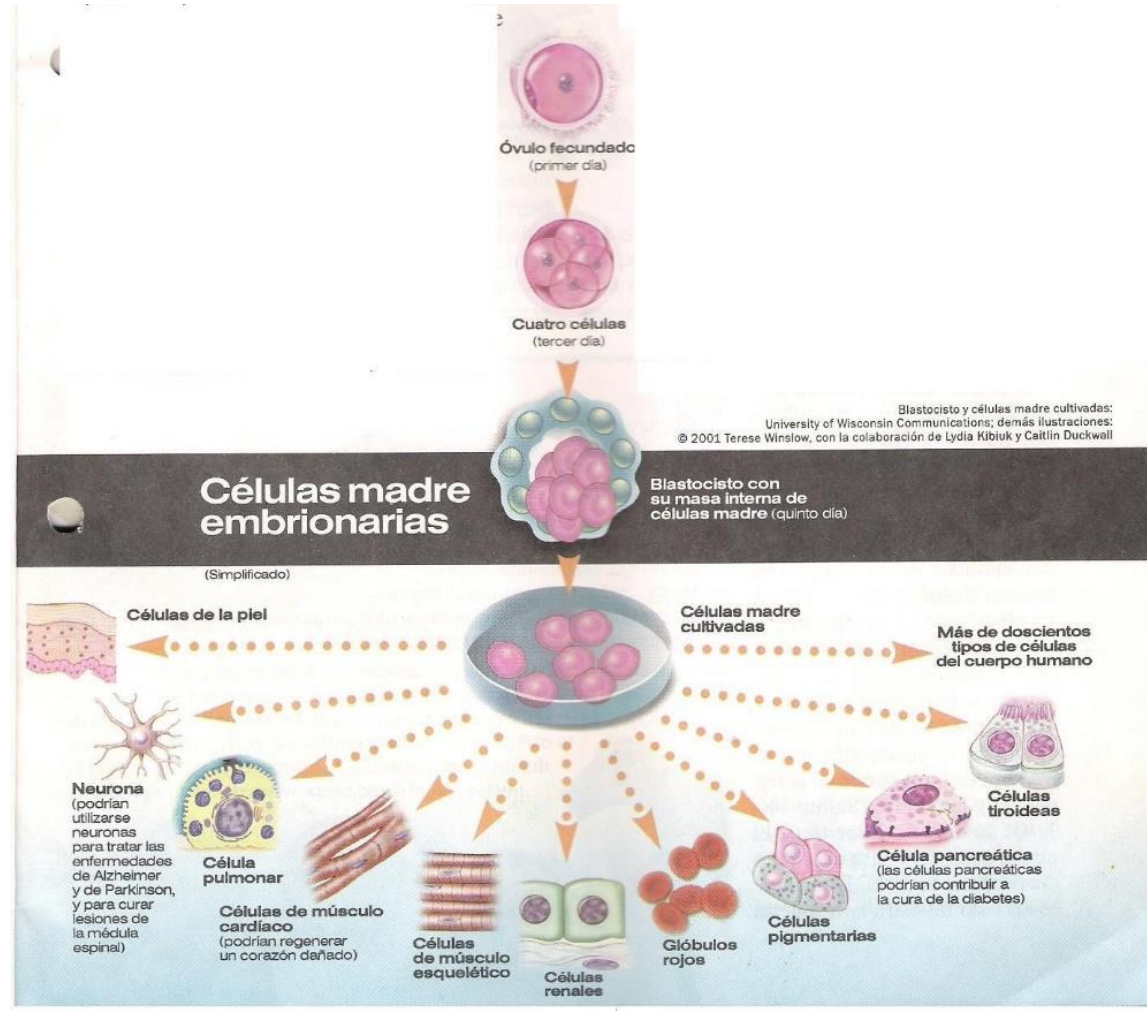 Óvulo fecundado
(primer día)
Cuatro células
(tercer día)
Blastocisto y células madre cultivadas:
University of Wisconsin Communications; demás ilustraciones:
© 2001 Terese Winslow, con la colaboración de Lydia Kibiuk y Caitlin Duckwall
Células madre
embrionarias
Blastocisto con
su masa interna de
células madre (quinto día)
(Simplificado)
Células de la piel
Células madre
cultivadas
Más de doscientos
tipos de células
del cuerpo humano
Neurona
(podrían
utilizarse
neuronas
para tratar las
enfermedades
de Alzheimer
y de Parkinson,
y para curar
lesiones de
la médula
espinal)
Célula
pulmonar
Células de músculo
cardíaco
(podrían regenerar
un corazón dañado)
Células
de músculo
esquelético
Células
renales
Glóbulos
rojos
Células
pigmentarias
Célula pancreática
(las células pancreáticas
podrían contribuir a
la cura de la diabetes)
Células
tiroideas